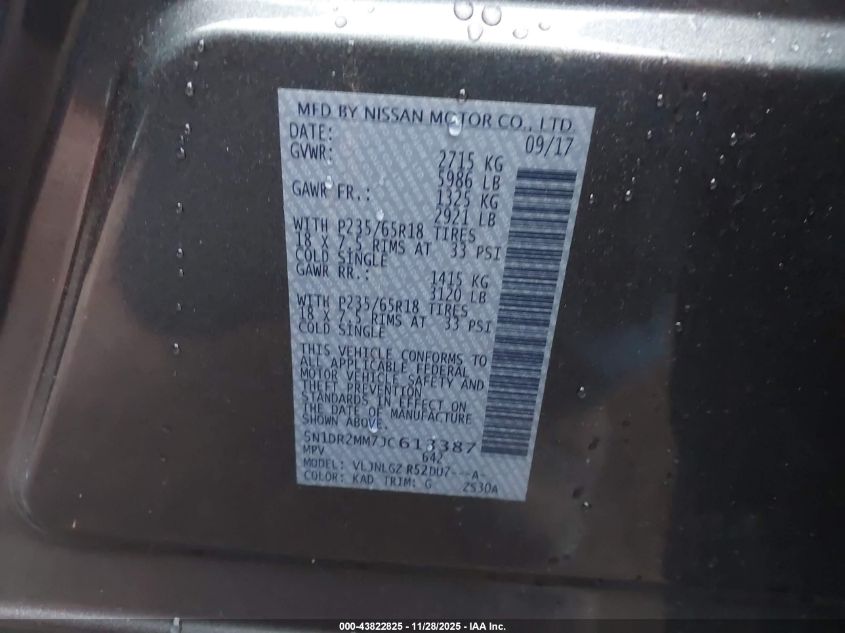 MFD BY NISSAN MOTOR CO., LTD.
DATE: 09/17
GVWR: 2715 KG
5986 LB
GAWR FR.: 1325 KG
2921 LB
WITH P235/65R18 TIRES
18 X 7.5 RIMS AT 33 PSI
COLD SINGLE
GAWR RR.: 1415 KG
3120 LB
WITH P235/65R18 TIRES
18 X 7.5 RIMS AT 33 PSI
COLD SINGLE
THIS VEHICLE CONFORMS TO
ALL APPLICABLE FEDERAL
MOTOR VEHICLE SAFETY AND
THEFT PREVENTION
STANDARDS IN EFFECT ON
THE DATE OF MANUFACTURE
SHOWN ABOVE.
5N1DR2MM7JC613387
MPV 642
MODEL: VLJNLGZ R52DU7---A-
COLOR: KAD TRIM: G 2S30A
000-43822825 - 11/28/2025 - IAA Inc.